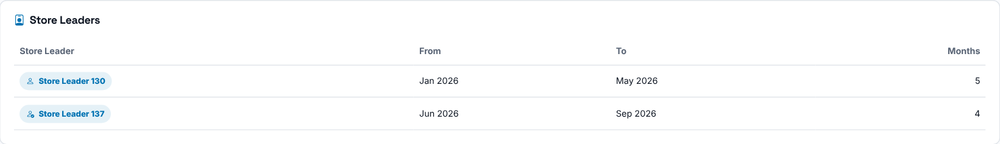 Store Leaders
Store Leader From To Months
Store Leader 130 Jan 2026 May 2026 5
Store Leader 137 Jun 2026 Sep 2026 4